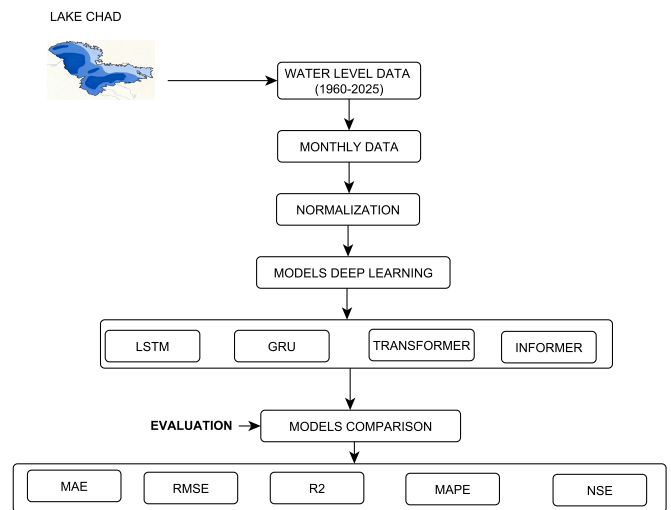 LAKE CHAD
WATER LEVEL DATA
(1960-2025)
MONTHLY DATA
NORMALIZATION
MODELS DEEP LEARNING
LSTM
GRU
TRANSFORMER
INFORMER
EVALUATION
MODELS COMPARISON
MAE
RMSE
R2
MAPE
NSE